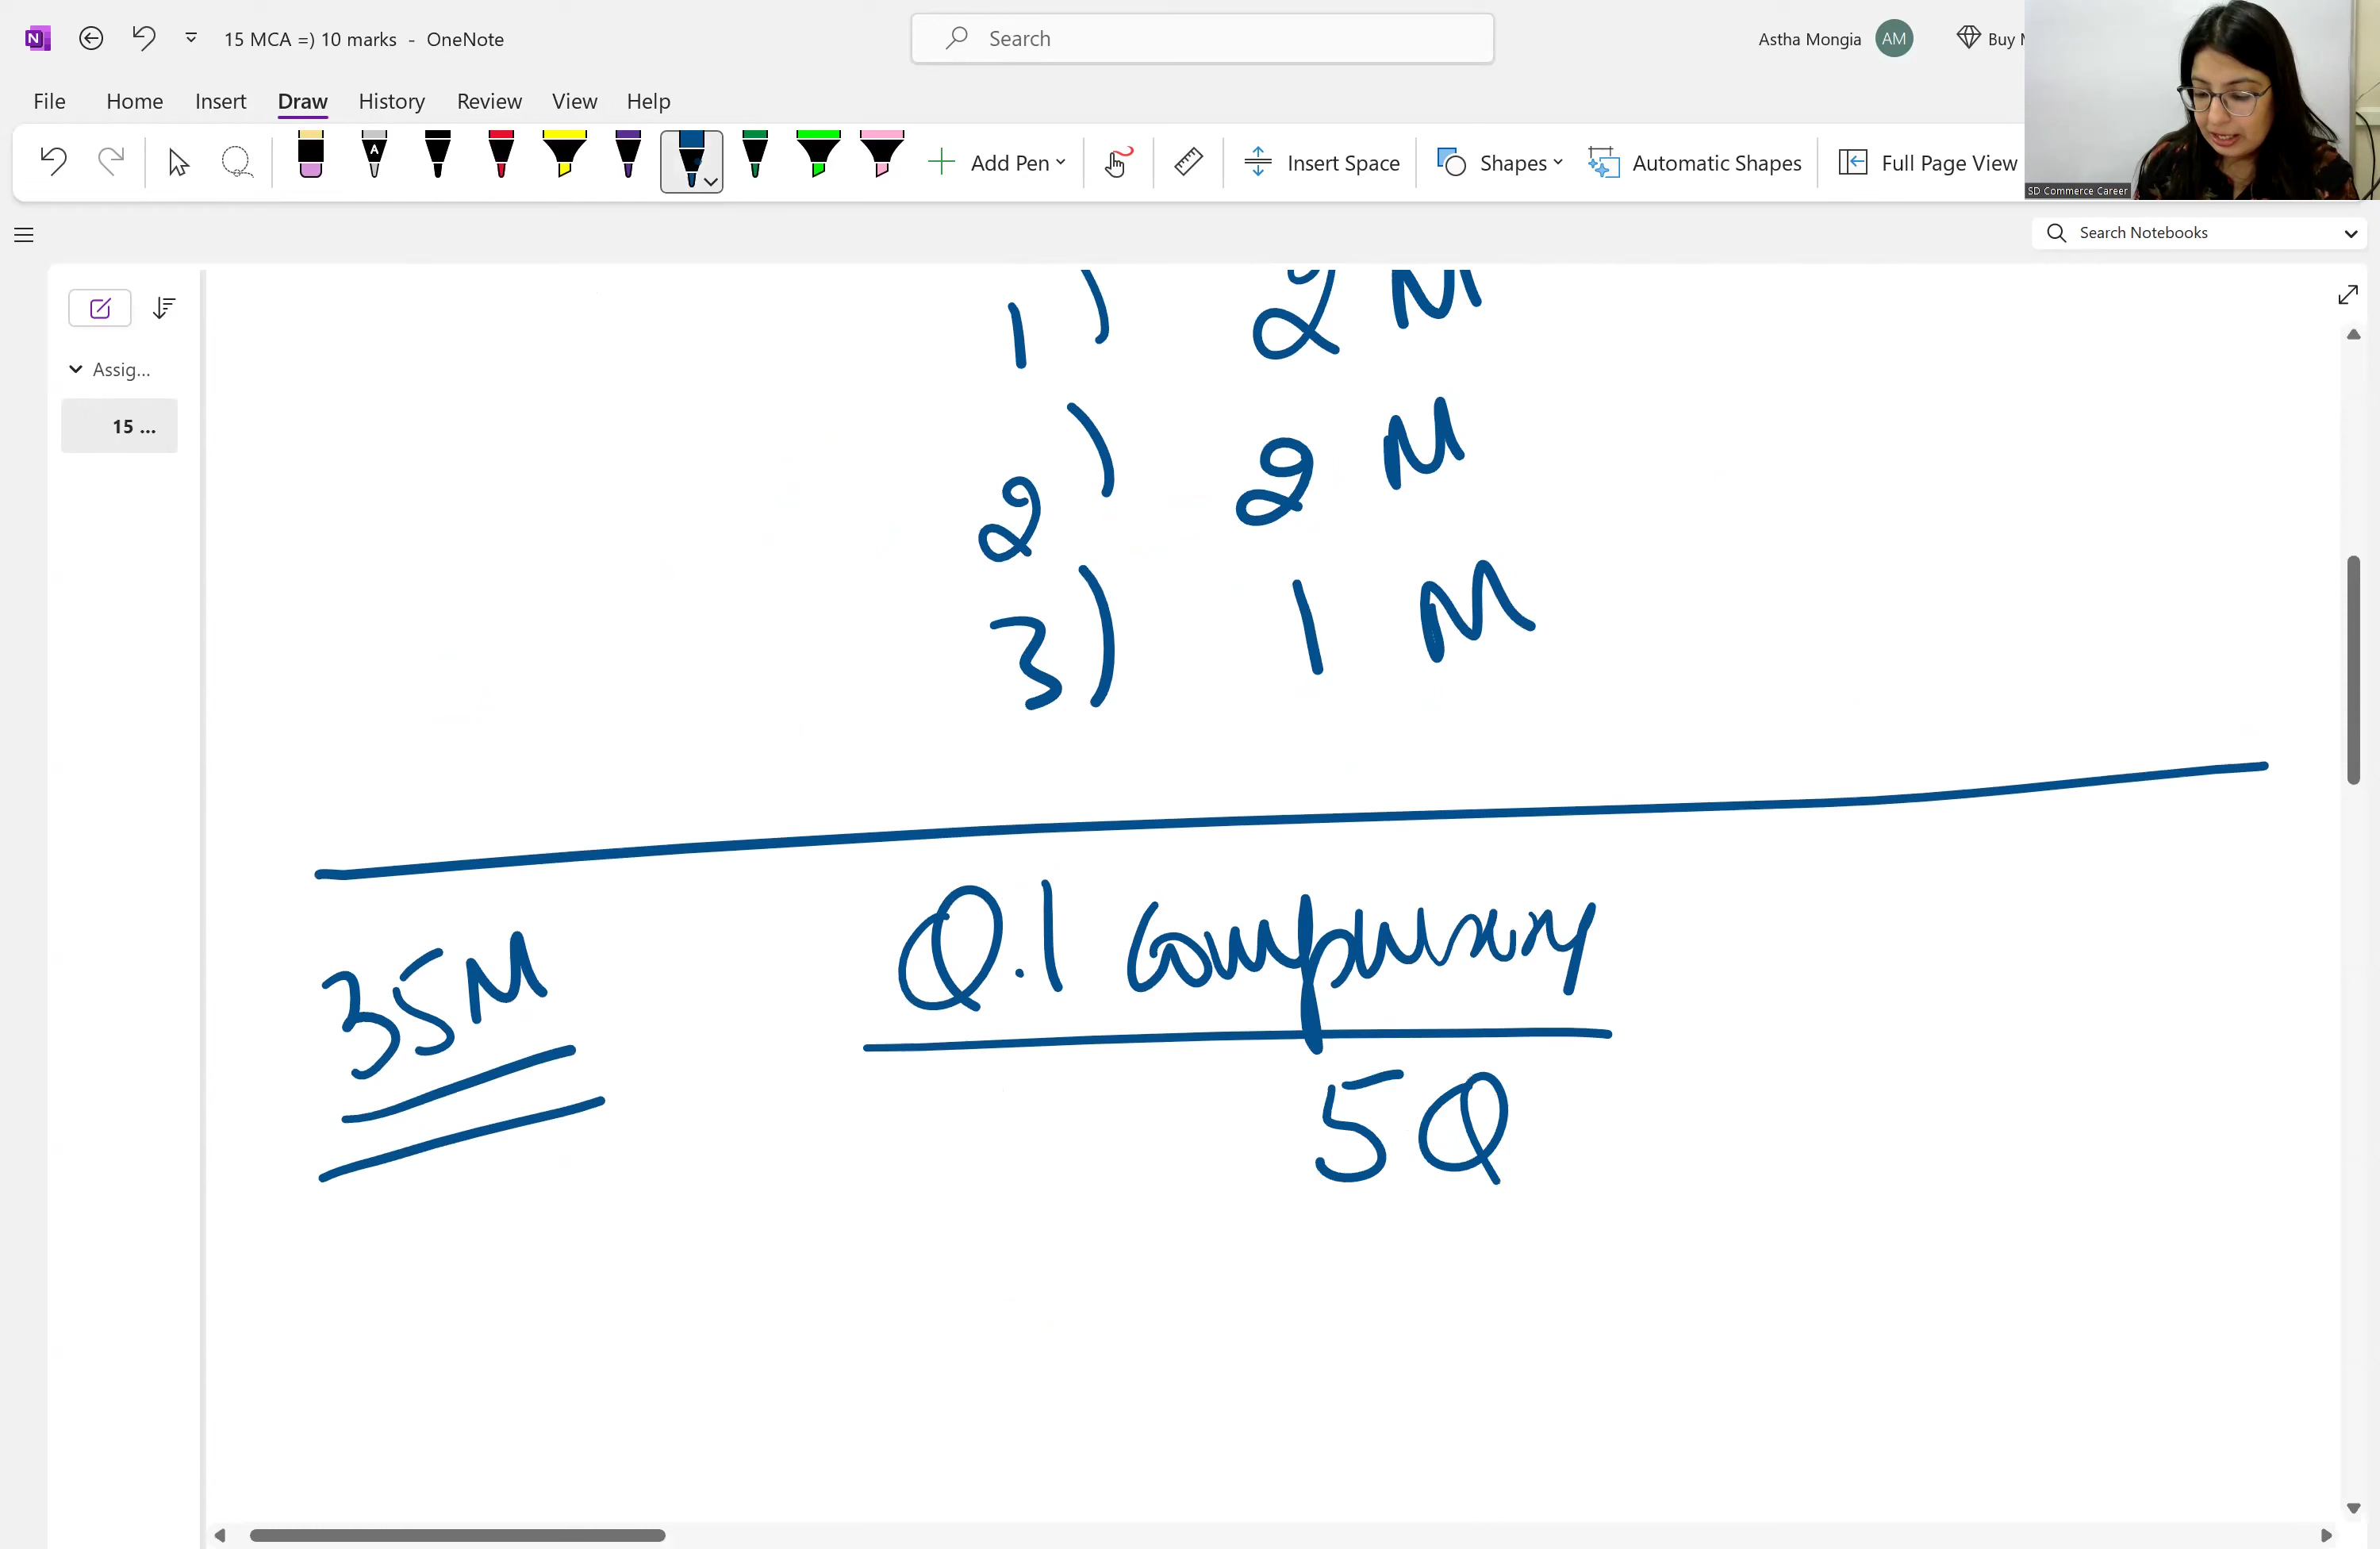 15 MCA =) 10 marks - OneNote
Search
Astha Mongia AM
Buy
File Home Insert Draw History Review View Help
Add Pen
Insert Space
Shapes
Automatic Shapes
Full Page View
SD Commerce Career
Search Notebooks
Assig...
15 ...
1) 2 M
2) 2 M
3) 1 M
35M
Q.1 Compulsory
5Q